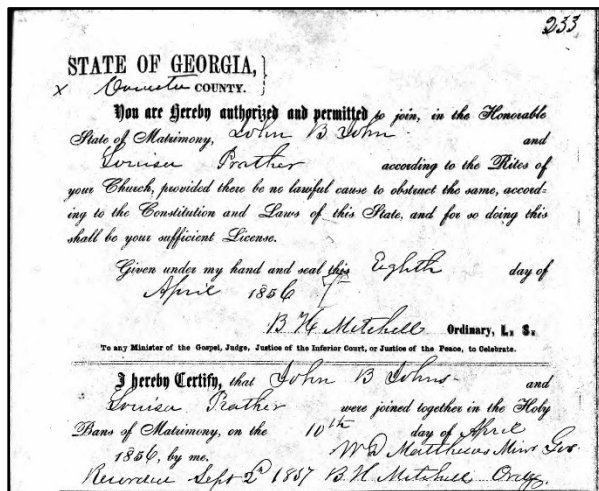 233
STATE OF GEORGIA,
x Coweta COUNTY.
You are Hereby authorized and permitted to join, in the Honorable
State of Matrimony, John B John and
Louisa Prather according to the Rites of
your Church, provided there be no lawful cause to obstruct the same, accord-
ing to the Constitution and Laws of this State, and for so doing this
shall be your sufficient License.
Given under my hand and seal this Eighth day of
April 1856
B H Mitchell Ordinary, L. S.
To any Minister of the Gospel, Judge, Justice of the Inferior Court, or Justice of the Peace, to Celebrate.
I hereby Certify, that John B Johns and
Louisa Prather were joined together in the Holy
Bans of Matrimony, on the 10th day of April
1856, by me. W D Matthews Minr Gos.
Recorded Sept 2d 1857 B. H. Mitchell Ordy